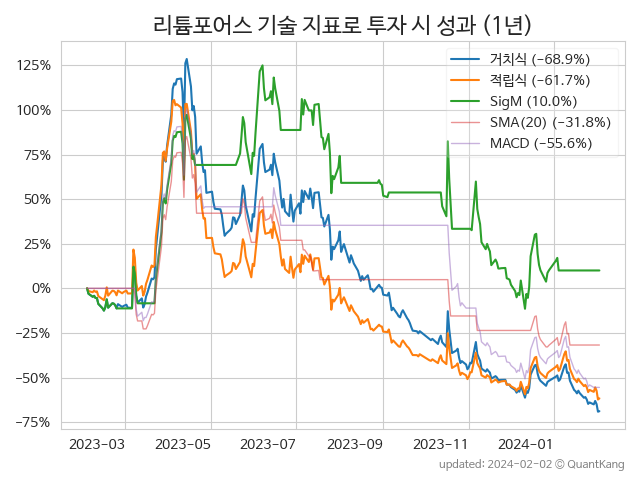 리튬포어스 기술 지표로 투자 시 성과 (1년)
125%
100%
75%
50%
25%
0%
−25%
−50%
−75%
거치식 (−68.9%)
적립식 (−61.7%)
SigM (10.0%)
SMA(20) (−31.8%)
MACD (−55.6%)
2023-03 2023-05 2023-07 2023-09 2023-11 2024-01
updated: 2024-02-02 © QuantKang